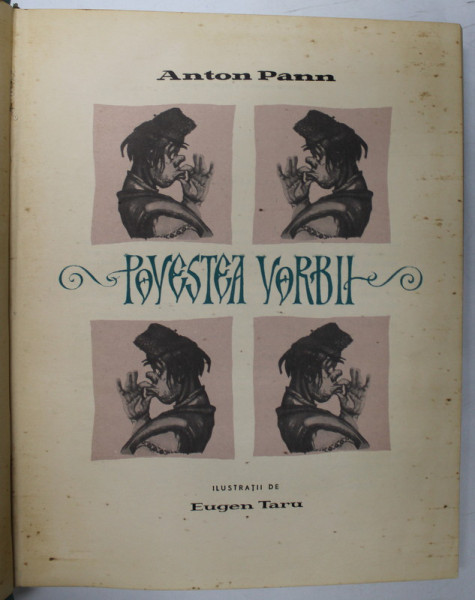 Anton Pann
POVESTEA VORBII
ILUSTRAȚII DE
Eugen Taru